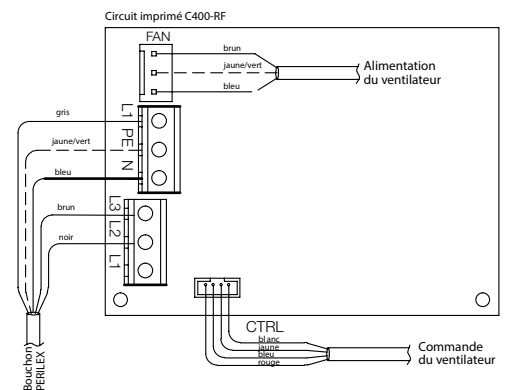 Circuit imprimé C400-RF
FAN
brun
jaune/vert
bleu
Alimentation
du ventilateur
gris
jaune/vert
bleu
brun
noir
L1
PE
N
L3
L2
L1
CTRL
blanc
jaune
bleu
rouge
Commande
du ventilateur
Bouchon
PERILEX